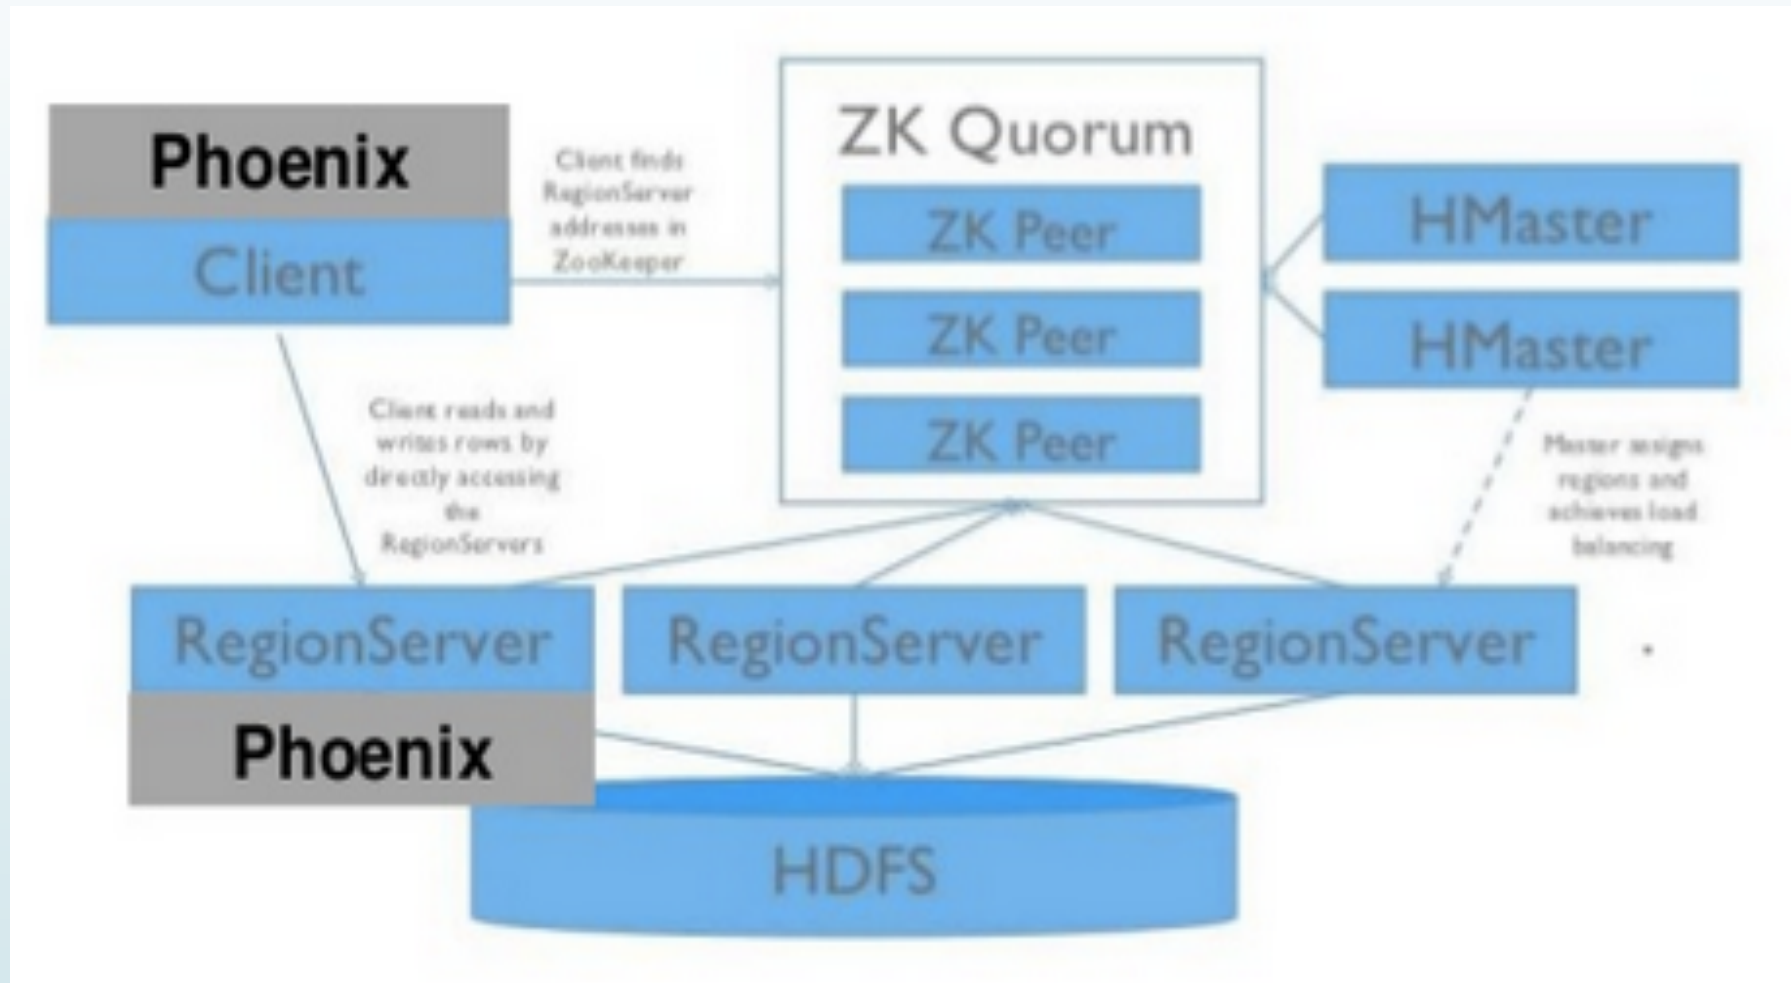 Phoenix
Client
Client finds
RegionServer
addresses in
ZooKeeper
ZK Quorum
ZK Peer
ZK Peer
ZK Peer
HMaster
HMaster
Client reads and
writes rows by
directly accessing
the
RegionServers
Master assigns
regions and
achieves load
balancing
RegionServer
RegionServer
RegionServer
Phoenix
HDFS